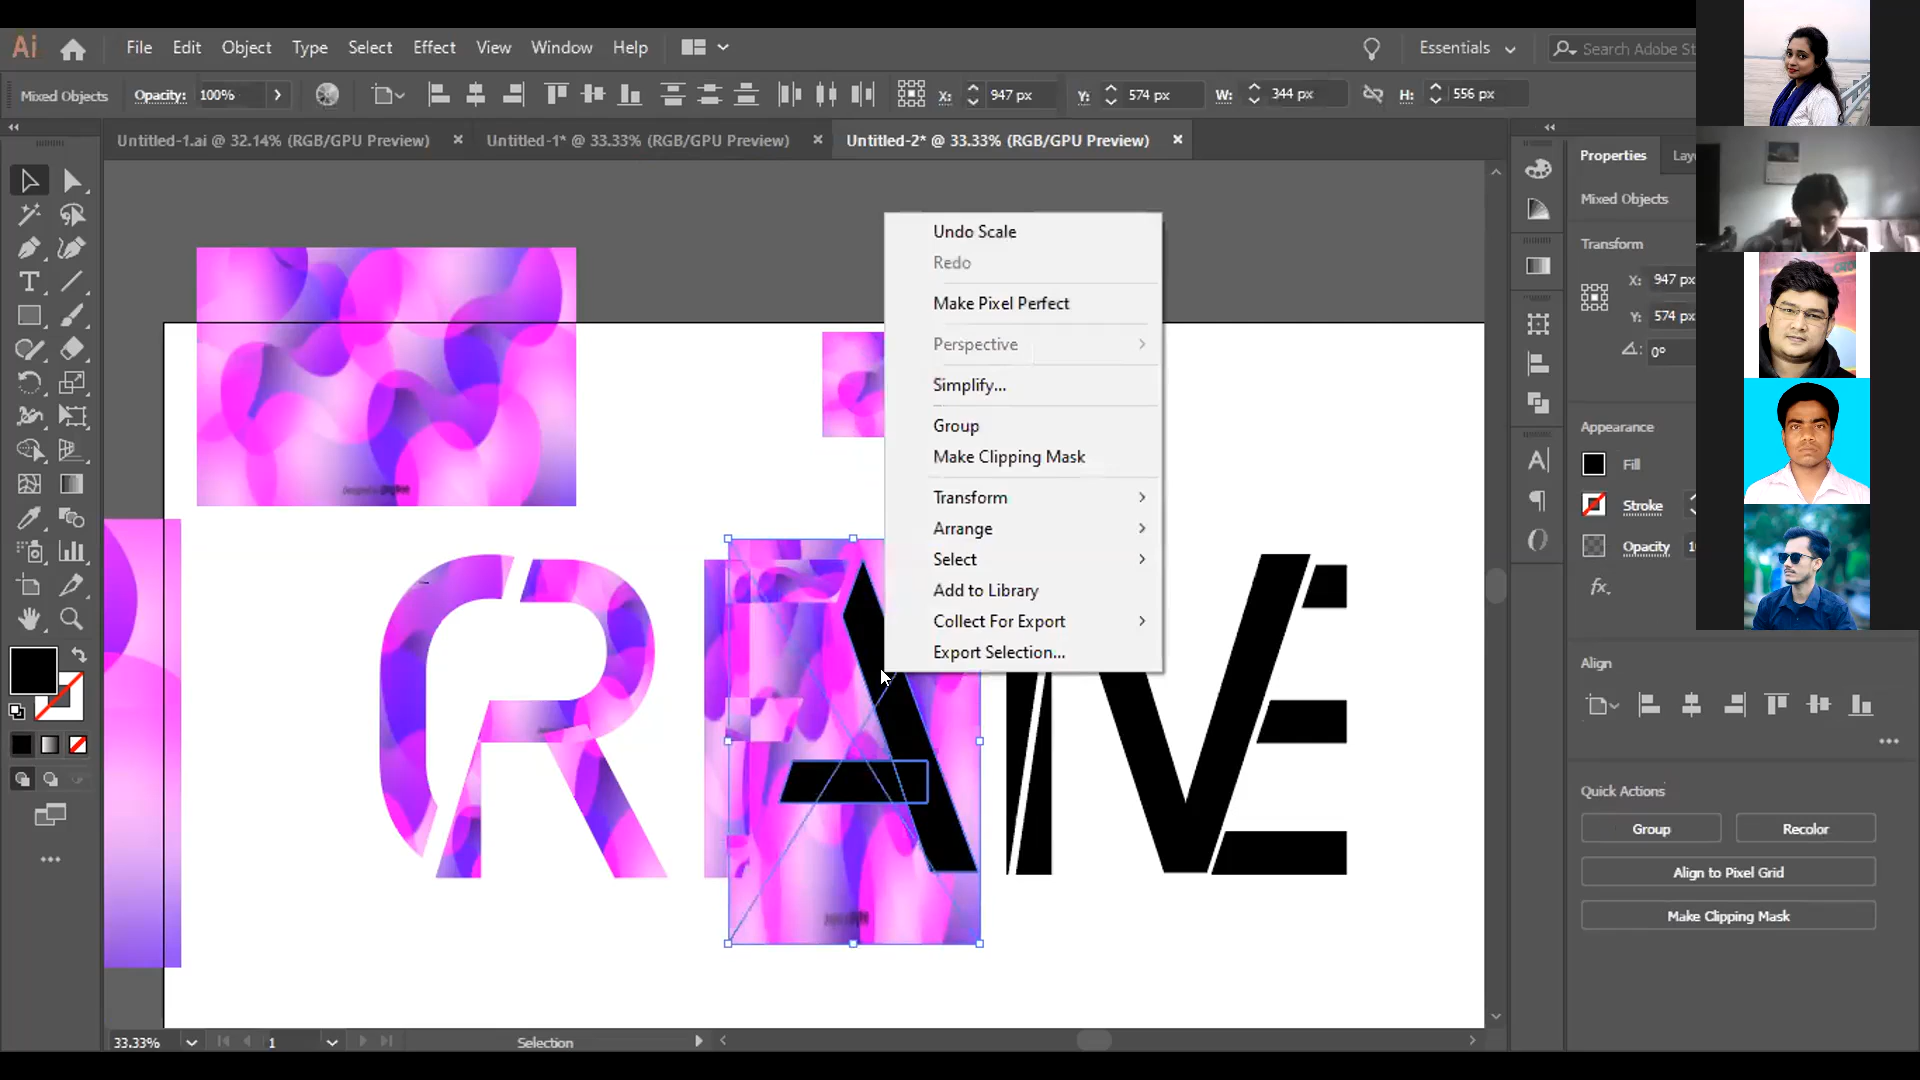 Ai File Edit Object Type Select Effect View Window Help Essentials Search Adobe St
Mixed Objects Opacity: 100% X: 947 px Y: 574 px W: 344 px H: 556 px
Untitled-1.ai @ 32.14% (RGB/GPU Preview) Untitled-1* @ 33.33% (RGB/GPU Preview) Untitled-2* @ 33.33% (RGB/GPU Preview)
Properties
Mixed Objects
Transform
X: 947 px
Y: 574 px
0°
Appearance
Fill
Stroke
Opacity
fx.
Align
Quick Actions
Group Recolor
Align to Pixel Grid
Make Clipping Mask
Undo Scale
Redo
Make Pixel Perfect
Perspective
Simplify...
Group
Make Clipping Mask
Transform
Arrange
Select
Add to Library
Collect For Export
Export Selection...
33.33% 1 Selection